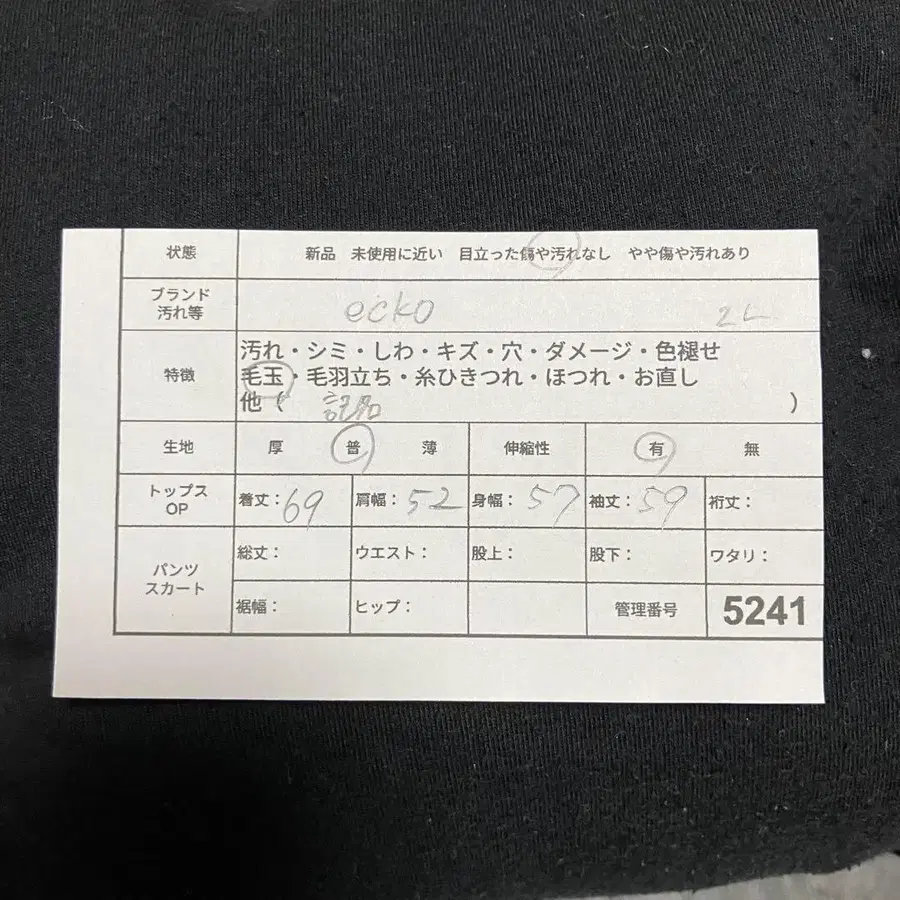 状態 新品 未使用に近い 目立った傷や汚れなし やや傷や汚れあり
ブランド
汚れ等 ecko 2L
特徴 汚れ・シミ・しわ・キズ・穴・ダメージ・色褪せ
毛玉・毛羽立ち・糸ひきつれ・ほつれ・お直し
他 ( 記名 )
生地 厚 普 薄 伸縮性 有 無
トップス
OP 着丈：69 肩幅：52 身幅：57 袖丈：59 裄丈：
パンツ
スカート 総丈： ウエスト： 股上： 股下： ワタリ：
裾幅： ヒップ： 管理番号 5241